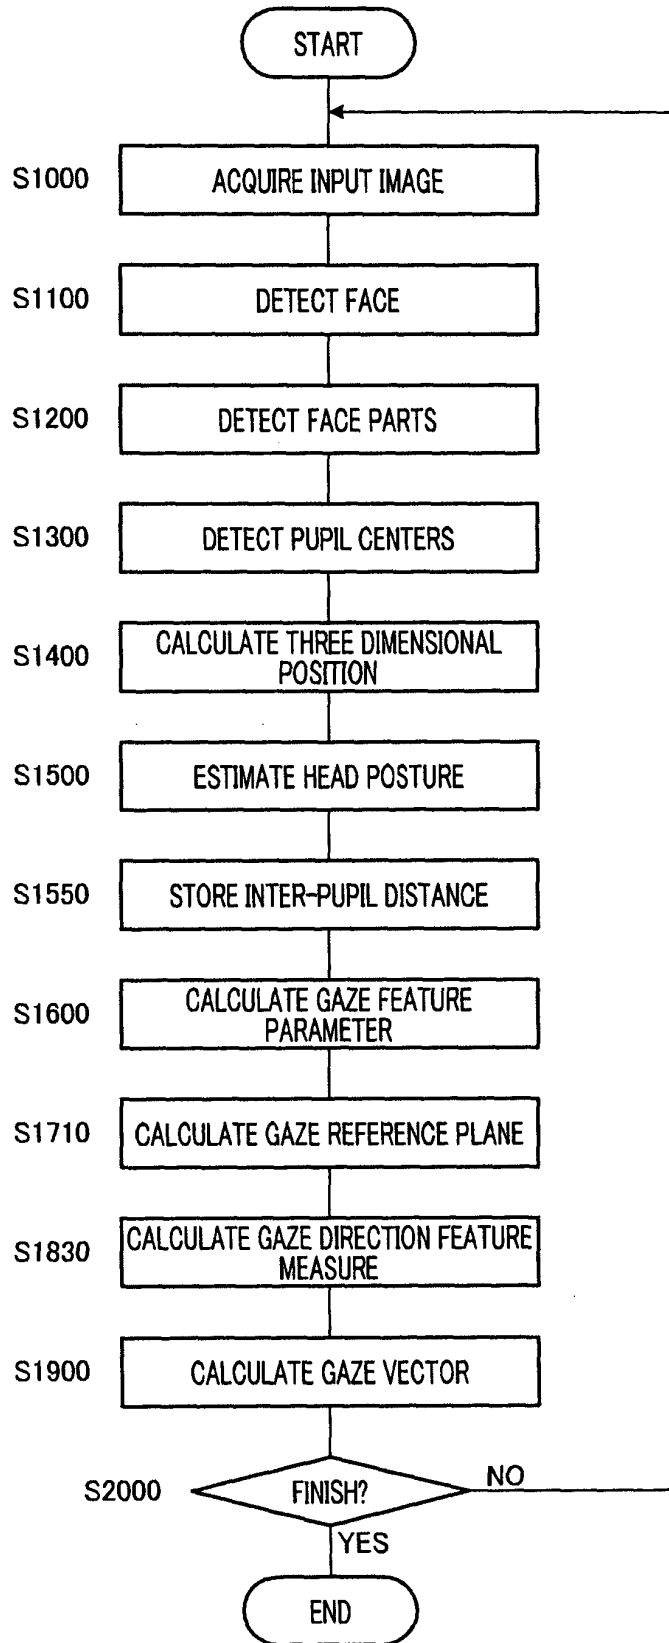 START
S1000 ACQUIRE INPUT IMAGE
S1100 DETECT FACE
S1200 DETECT FACE PARTS
S1300 DETECT PUPIL CENTERS
S1400 CALCULATE THREE DIMENSIONAL
POSITION
S1500 ESTIMATE HEAD POSTURE
S1550 STORE INTER-PUPIL DISTANCE
S1600 CALCULATE GAZE FEATURE
PARAMETER
S1710 CALCULATE GAZE REFERENCE PLANE
S1830 CALCULATE GAZE DIRECTION FEATURE
MEASURE
S1900 CALCULATE GAZE VECTOR
S2000 FINISH? NO
YES
END